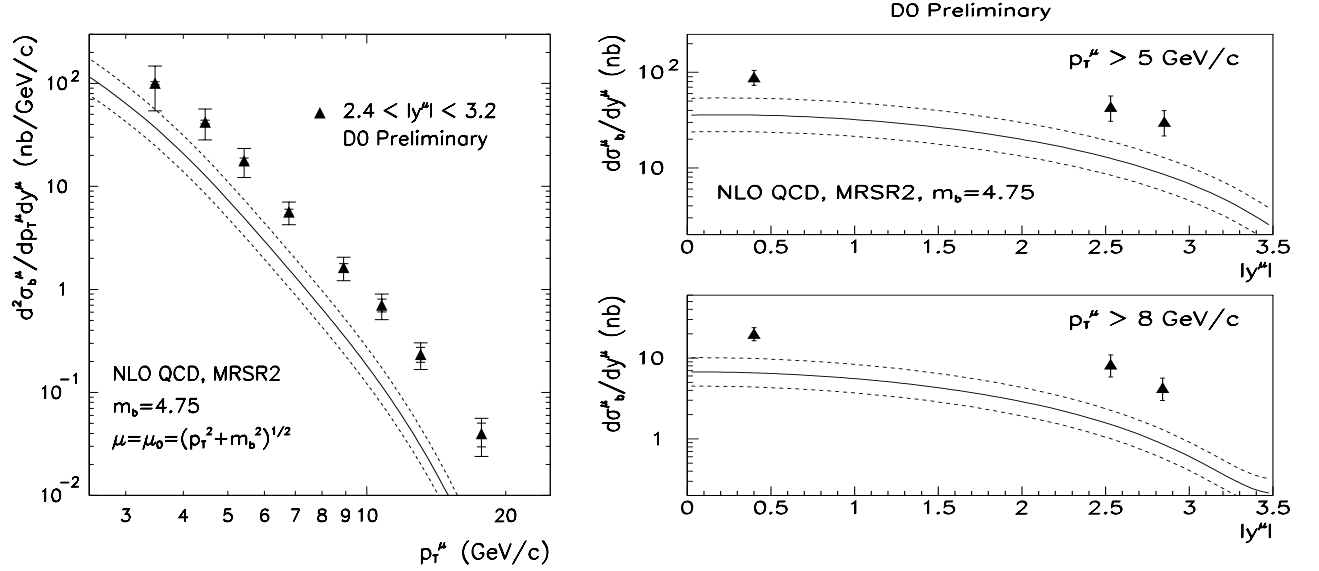 d²σ_b^μ/dp_T^μdy^μ (nb/GeV/c)
10²
10
1
10⁻¹
10⁻²
▲ 2.4 < |y^μ| < 3.2
D0 Preliminary
NLO QCD, MRSR2
m_b=4.75
μ=μ₀=(p_T²+m_b²)^1/2
3 4 5 6 7 8 9 10 20
p_T^μ (GeV/c)
D0 Preliminary
dσ^μ_b/dy^μ (nb)
10²
10
p_T^μ > 5 GeV/c
NLO QCD, MRSR2, m_b=4.75
0 0.5 1 1.5 2 2.5 3 3.5
|y^μ|
dσ^μ_b/dy^μ (nb)
10
1
p_T^μ > 8 GeV/c
0 0.5 1 1.5 2 2.5 3 3.5
|y^μ|